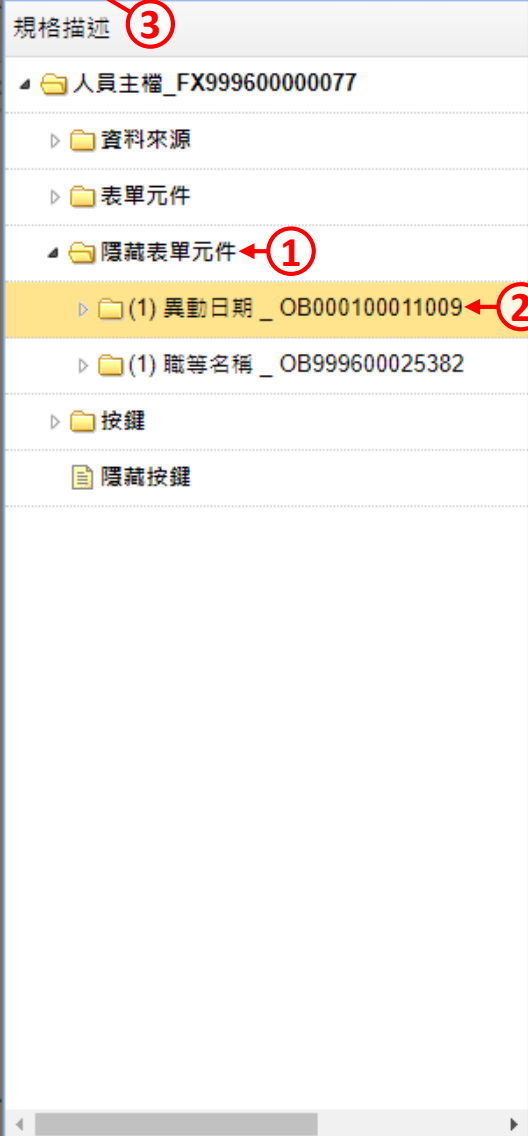 ③
規格描述
人員主檔_FX999600000077
資料來源
表單元件
隱藏表單元件 ①
(1) 異動日期 _ OB000100011009 ②
(1) 職等名稱 _ OB999600025382
按鍵
隱藏按鍵